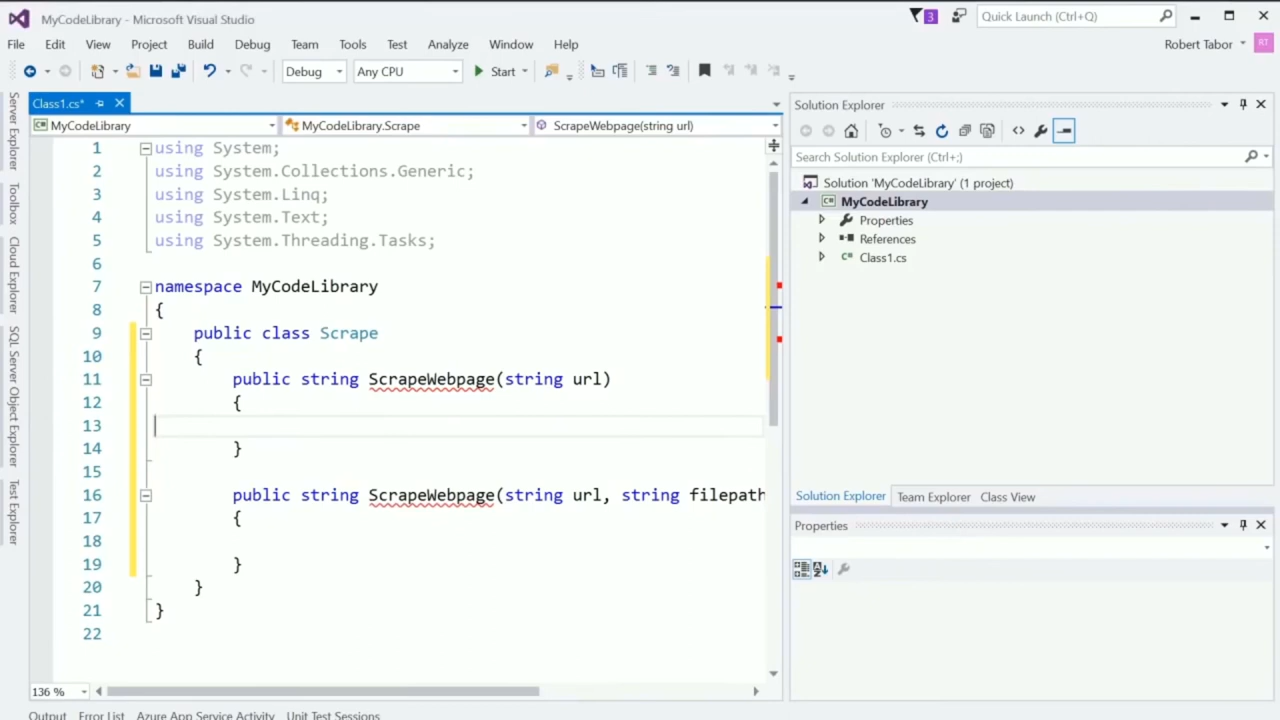 MyCodeLibrary - Microsoft Visual Studio
3
Quick Launch (Ctrl+Q)
File Edit View Project Build Debug Team Tools Test Analyze Window Help
Robert Tabor
RT
Debug Any CPU Start
Class1.cs*
MyCodeLibrary MyCodeLibrary.Scrape ScrapeWebpage(string url)
1 using System;
2 using System.Collections.Generic;
3 using System.Linq;
4 using System.Text;
5 using System.Threading.Tasks;
6
7 namespace MyCodeLibrary
8 {
9 public class Scrape
10 {
11 public string ScrapeWebpage(string url)
12 {
13
14 }
15
16 public string ScrapeWebpage(string url, string filepath
17 {
18
19 }
20 }
21 }
22
136 %
Server Explorer
Toolbox
Cloud Explorer
SQL Server Object Explorer
Test Explorer
Solution Explorer
Search Solution Explorer (Ctrl+;)
Solution 'MyCodeLibrary' (1 project)
MyCodeLibrary
Properties
References
Class1.cs
Solution Explorer Team Explorer Class View
Properties
Output Error List Azure App Service Activity Unit Test Sessions